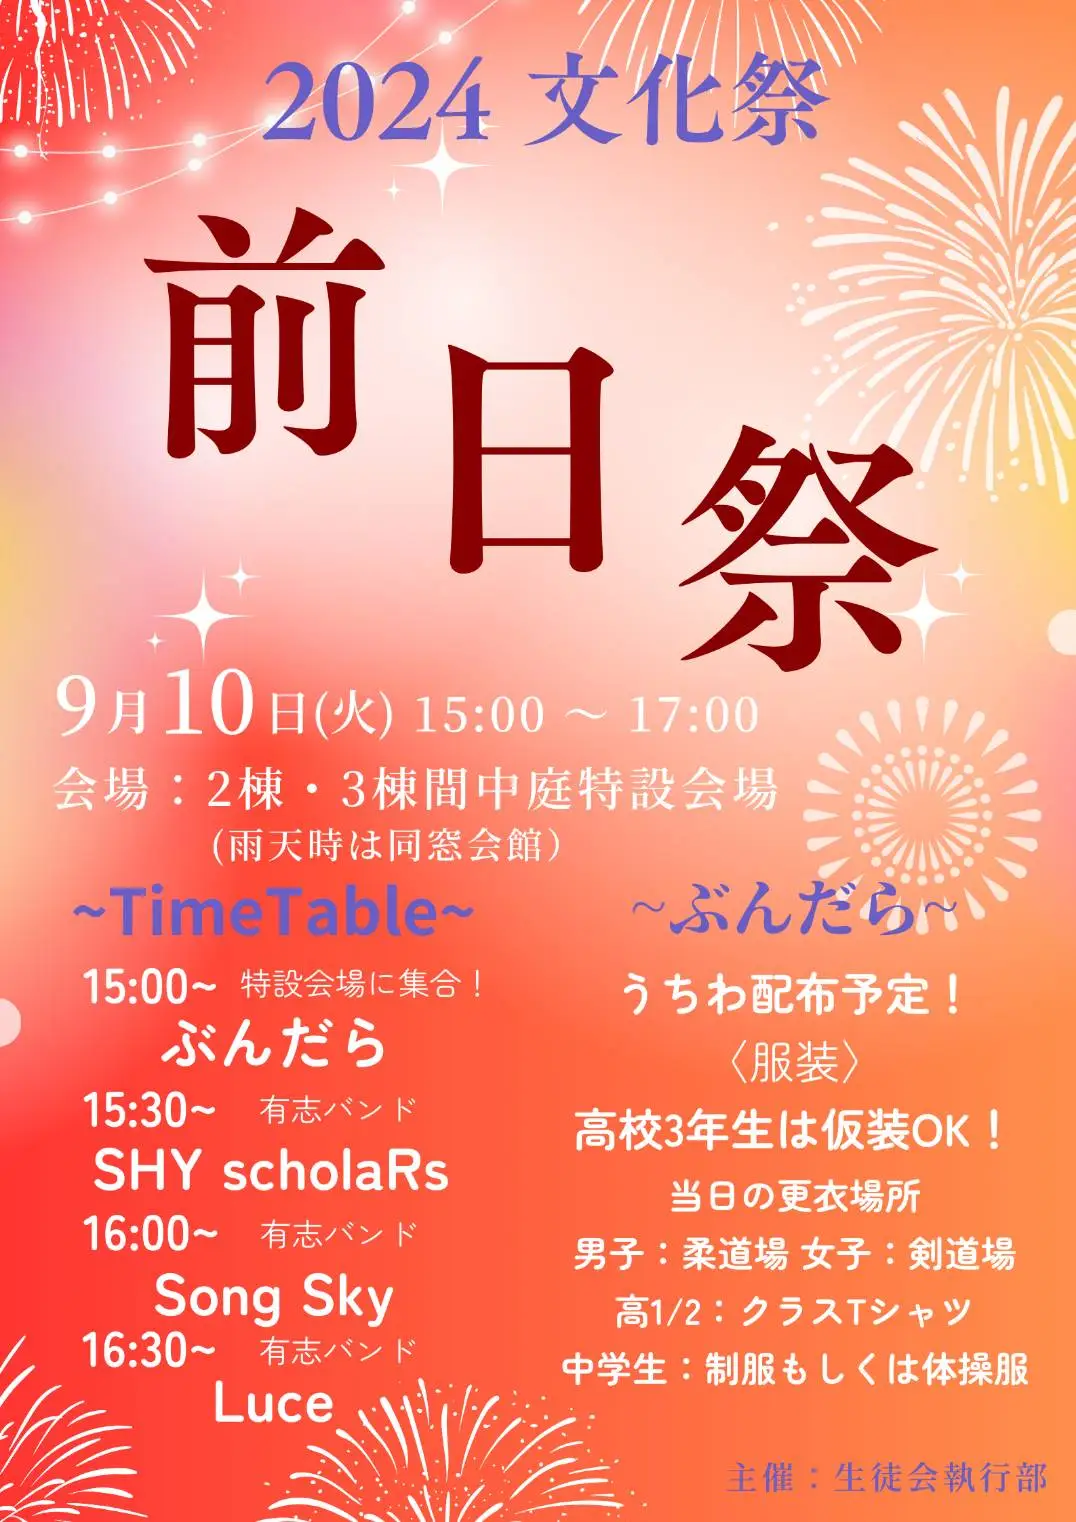 2024 文化祭
前日祭
9月10日(火) 15:00 〜 17:00
会場：2棟・3棟間中庭特設会場
(雨天時は同窓会館）
~TimeTable~
15:00~ 特設会場に集合！
ぶんだら
15:30~ 有志バンド
SHY scholaRs
16:00~ 有志バンド
Song Sky
16:30~ 有志バンド
Luce
~ぶんだら~
うちわ配布予定！
〈服装〉
高校3年生は仮装OK！
当日の更衣場所
男子：柔道場 女子：剣道場
高1/2：クラスTシャツ
中学生：制服もしくは体操服
主催：生徒会執行部